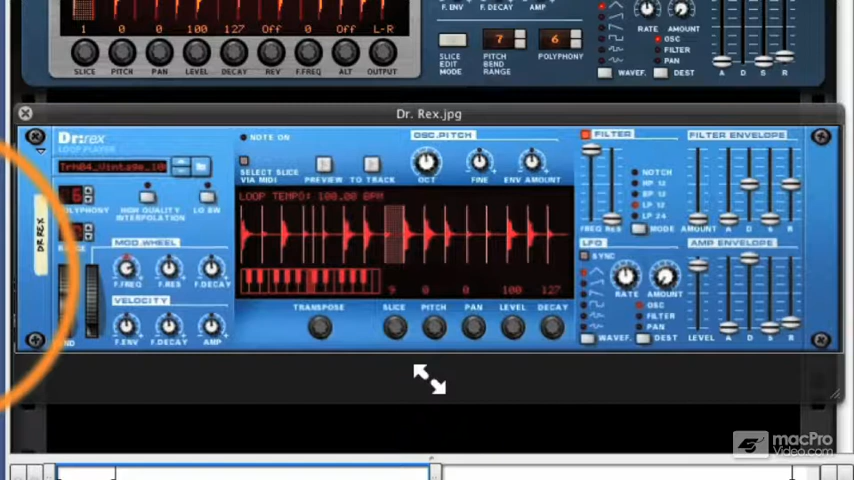 1 0 0 100 127 Off 0 Off L-R
SLICE PITCH PAN LEVEL DECAY REV F.FREQ ALT OUTPUT
F. ENV F. DECAY AMP
SLICE EDIT MODE
7 PITCH BEND RANGE
6 POLYPHONY
RATE AMOUNT
OSC
FILTER
PAN
WAVEF. DEST
A D S R
Dr. Rex.jpg
Dr:rex
LOOP PLAYER
NOTE ON
SELECT SLICE VIA MIDI
PREVIEW TO TRACK
OSC.PITCH
OCT FINE ENV AMOUNT
FILTER
FILTER ENVELOPE
NOTCH
HP 12
BP 12
LP 12
LP 24
MODE
FREQ RES
AMOUNT A D S R
6
POLYPHONY
HIGH QUALITY INTERPOLATION
LO BW
DR REX
LOOP TEMPO: 100.00 BPM
9 0 0 100 127
TRANSPOSE SLICE PITCH PAN LEVEL DECAY
MOD.WHEEL
F.FREQ F.RES F.DECAY
VELOCITY
F.ENV F.DECAY AMP
LFO
SYNC
RATE AMOUNT
OSC
FILTER
PAN
WAVEF. DEST
AMP ENVELOPE
LEVEL A D S R
macPro
Video.com